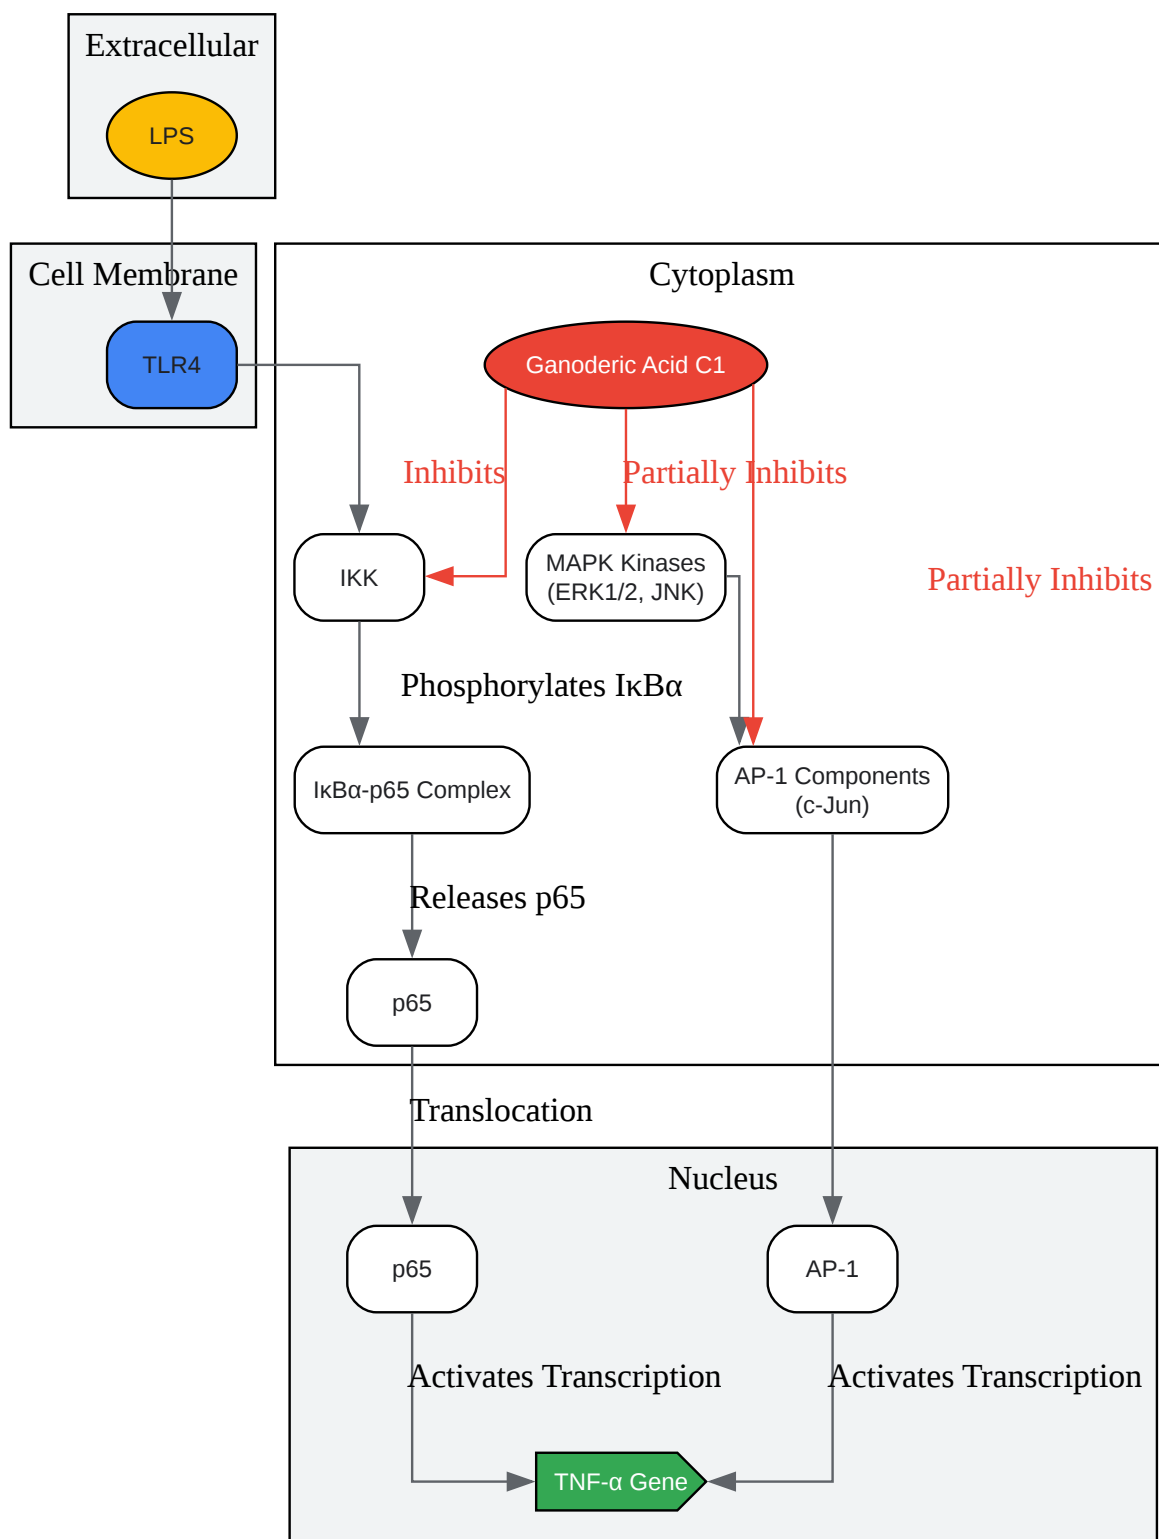 Extracellular
LPS
Cell Membrane
TLR4
Cytoplasm
Ganoderic Acid C1
Inhibits
Partially Inhibits
IKK
MAPK Kinases
(ERK1/2, JNK)
Partially Inhibits
Phosphorylates IκBα
IκBα-p65 Complex
AP-1 Components
(c-Jun)
Releases p65
p65
Translocation
Nucleus
p65
AP-1
Activates Transcription
Activates Transcription
TNF-α Gene